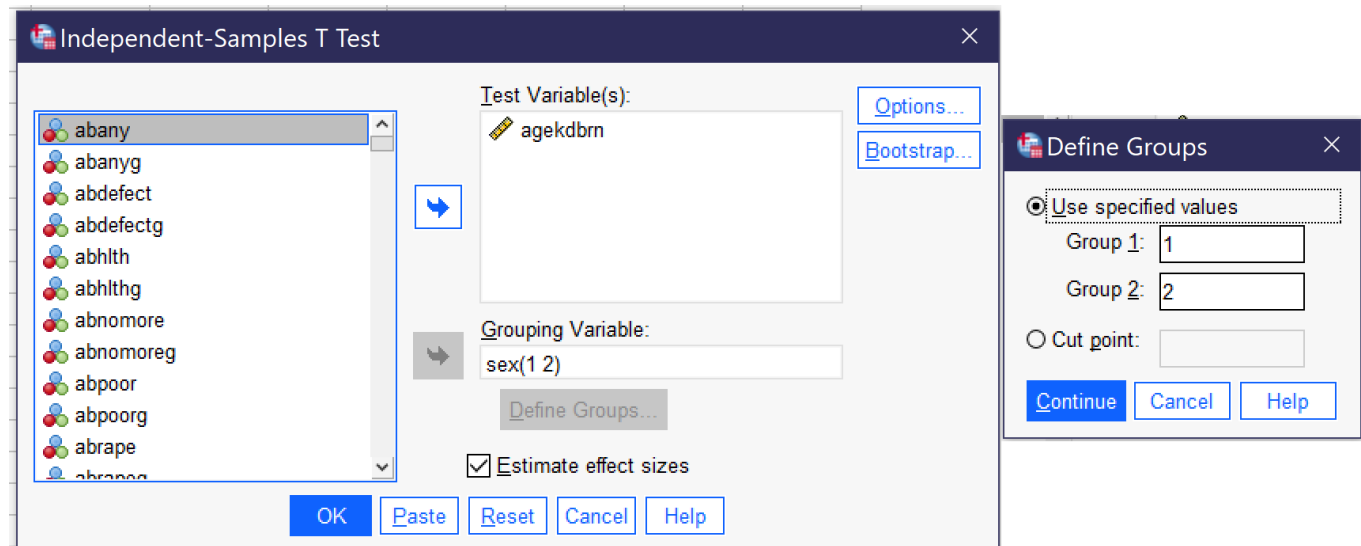 Independent-Samples T Test
Test Variable(s):
abany
abanyg
abdefect
abdefectg
abhlth
abhlthg
abnomore
abnomoreg
abpoor
abpoorg
abrape
agekdbrn
Grouping Variable:
sex(1 2)
Define Groups...
Estimate effect sizes
Options...
Bootstrap...
OK Paste Reset Cancel Help
Define Groups
Use specified values
Group 1: 1
Group 2: 2
Cut point:
Continue Cancel Help